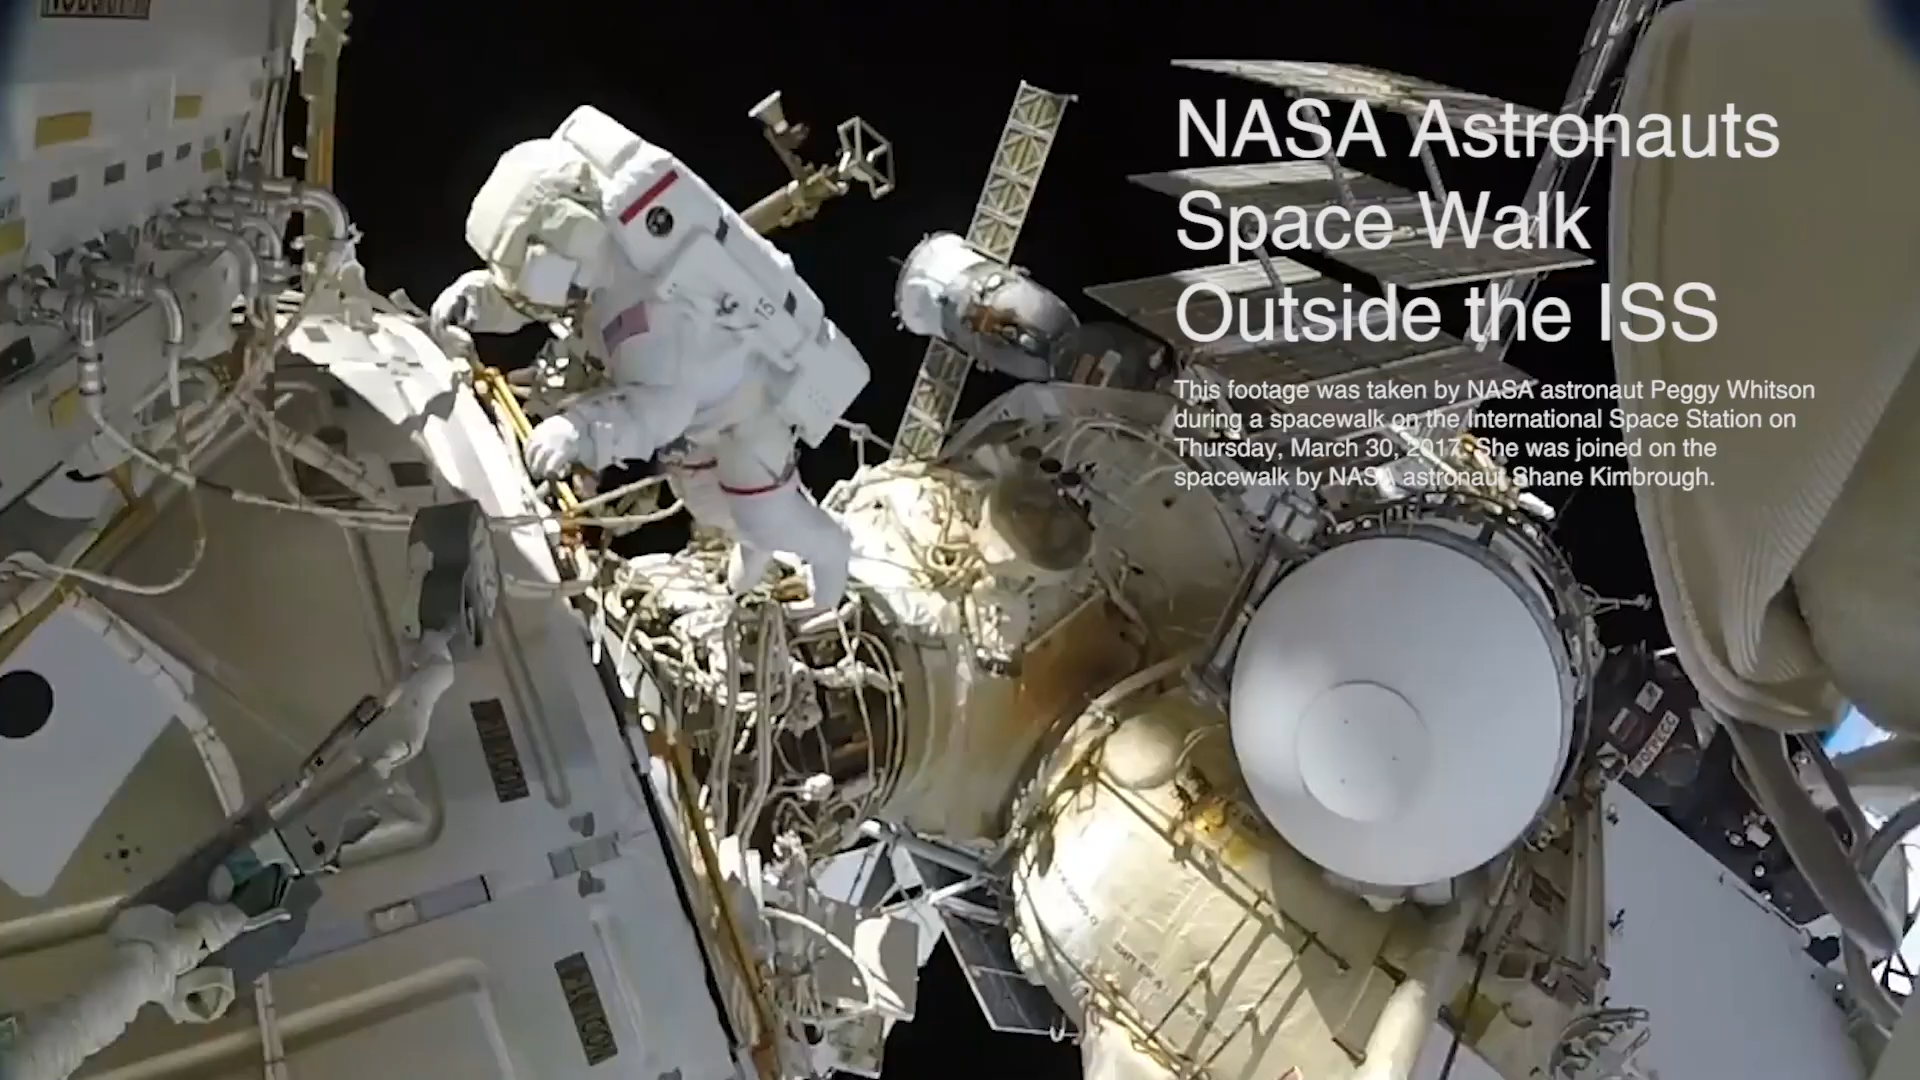 NASA Astronauts
Space Walk
Outside the ISS
This footage was taken by NASA astronaut Peggy Whitson
during a spacewalk on the International Space Station on
Thursday, March 30, 2017. She was joined on the
spacewalk by NASA astronaut Shane Kimbrough.
15